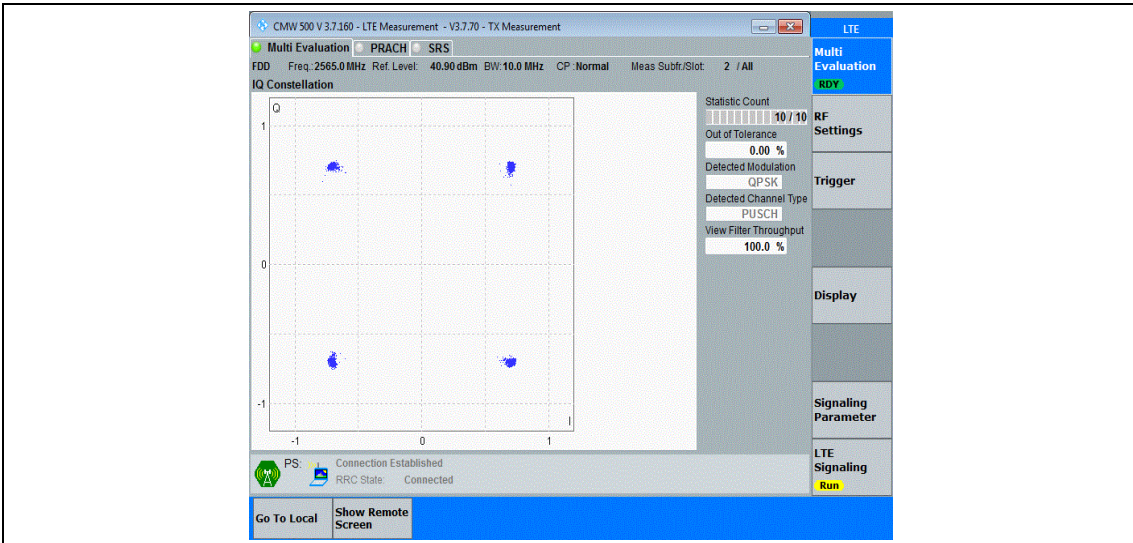 CMW 500 V 3.7.160 - LTE Measurement - V3.7.70 - TX Measurement
LTE
Multi Evaluation PRACH SRS
Multi
Evaluation
RDY
FDD Freq.:2565.0 MHz Ref. Level: 40.90 dBm BW:10.0 MHz CP :Normal Meas Subfr./Slot: 2 / All
IQ Constellation
Q
1
0
-1
I
-1 0 1
Statistic Count
10 / 10
Out of Tolerance
0.00 %
Detected Modulation
QPSK
Detected Channel Type
PUSCH
View Filter Throughput
100.0 %
RF
Settings
Trigger
Display
Signaling
Parameter
LTE
Signaling
Run
PS: Connection Established
RRC State: Connected
Go To Local
Show Remote
Screen